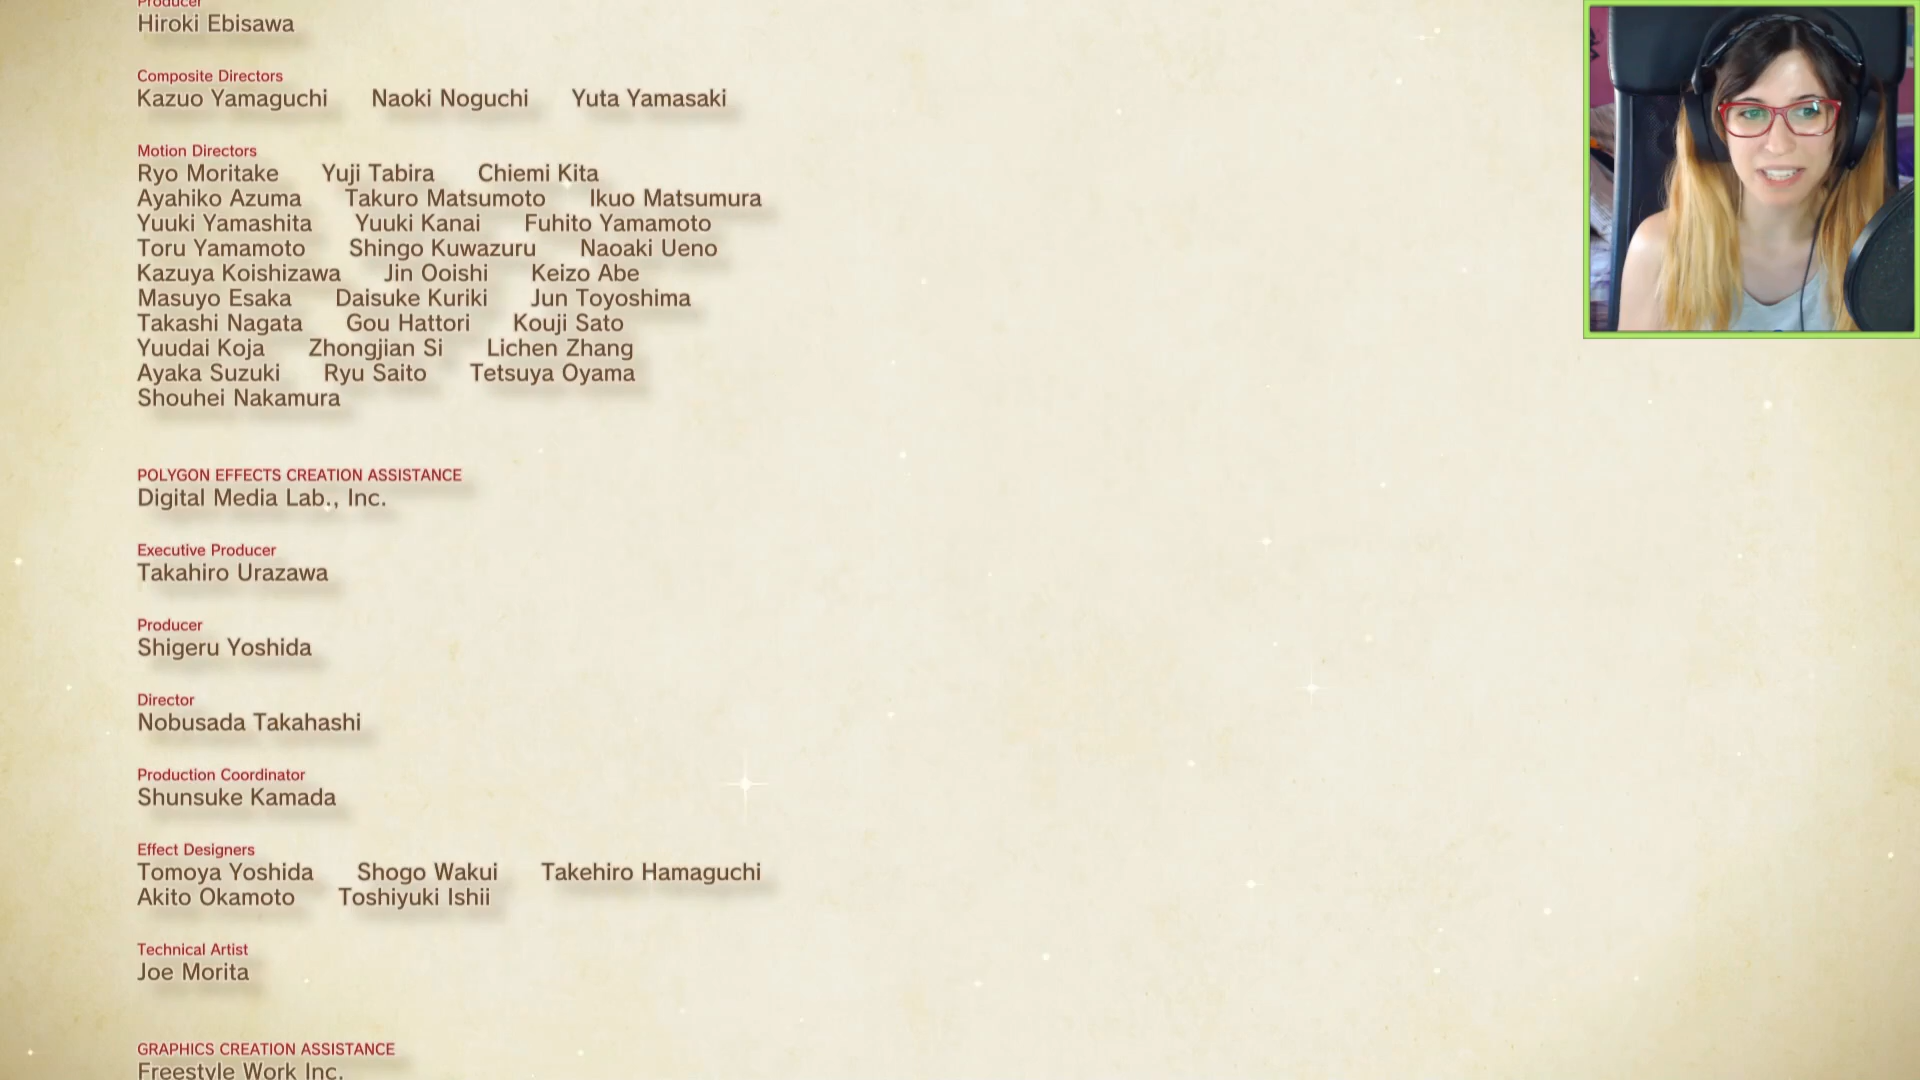 Producer
Hiroki Ebisawa
Composite Directors
Kazuo Yamaguchi Naoki Noguchi Yuta Yamasaki
Motion Directors
Ryo Moritake Yuji Tabira Chiemi Kita
Ayahiko Azuma Takuro Matsumoto Ikuo Matsumura
Yuuki Yamashita Yuuki Kanai Fuhito Yamamoto
Toru Yamamoto Shingo Kuwazuru Naoaki Ueno
Kazuya Koishizawa Jin Ooishi Keizo Abe
Masuyo Esaka Daisuke Kuriki Jun Toyoshima
Takashi Nagata Gou Hattori Kouji Sato
Yuudai Koja Zhongjian Si Lichen Zhang
Ayaka Suzuki Ryu Saito Tetsuya Oyama
Shouhei Nakamura
POLYGON EFFECTS CREATION ASSISTANCE
Digital Media Lab., Inc.
Executive Producer
Takahiro Urazawa
Producer
Shigeru Yoshida
Director
Nobusada Takahashi
Production Coordinator
Shunsuke Kamada
Effect Designers
Tomoya Yoshida Shogo Wakui Takehiro Hamaguchi
Akito Okamoto Toshiyuki Ishii
Technical Artist
Joe Morita
GRAPHICS CREATION ASSISTANCE
Freestyle Work Inc.